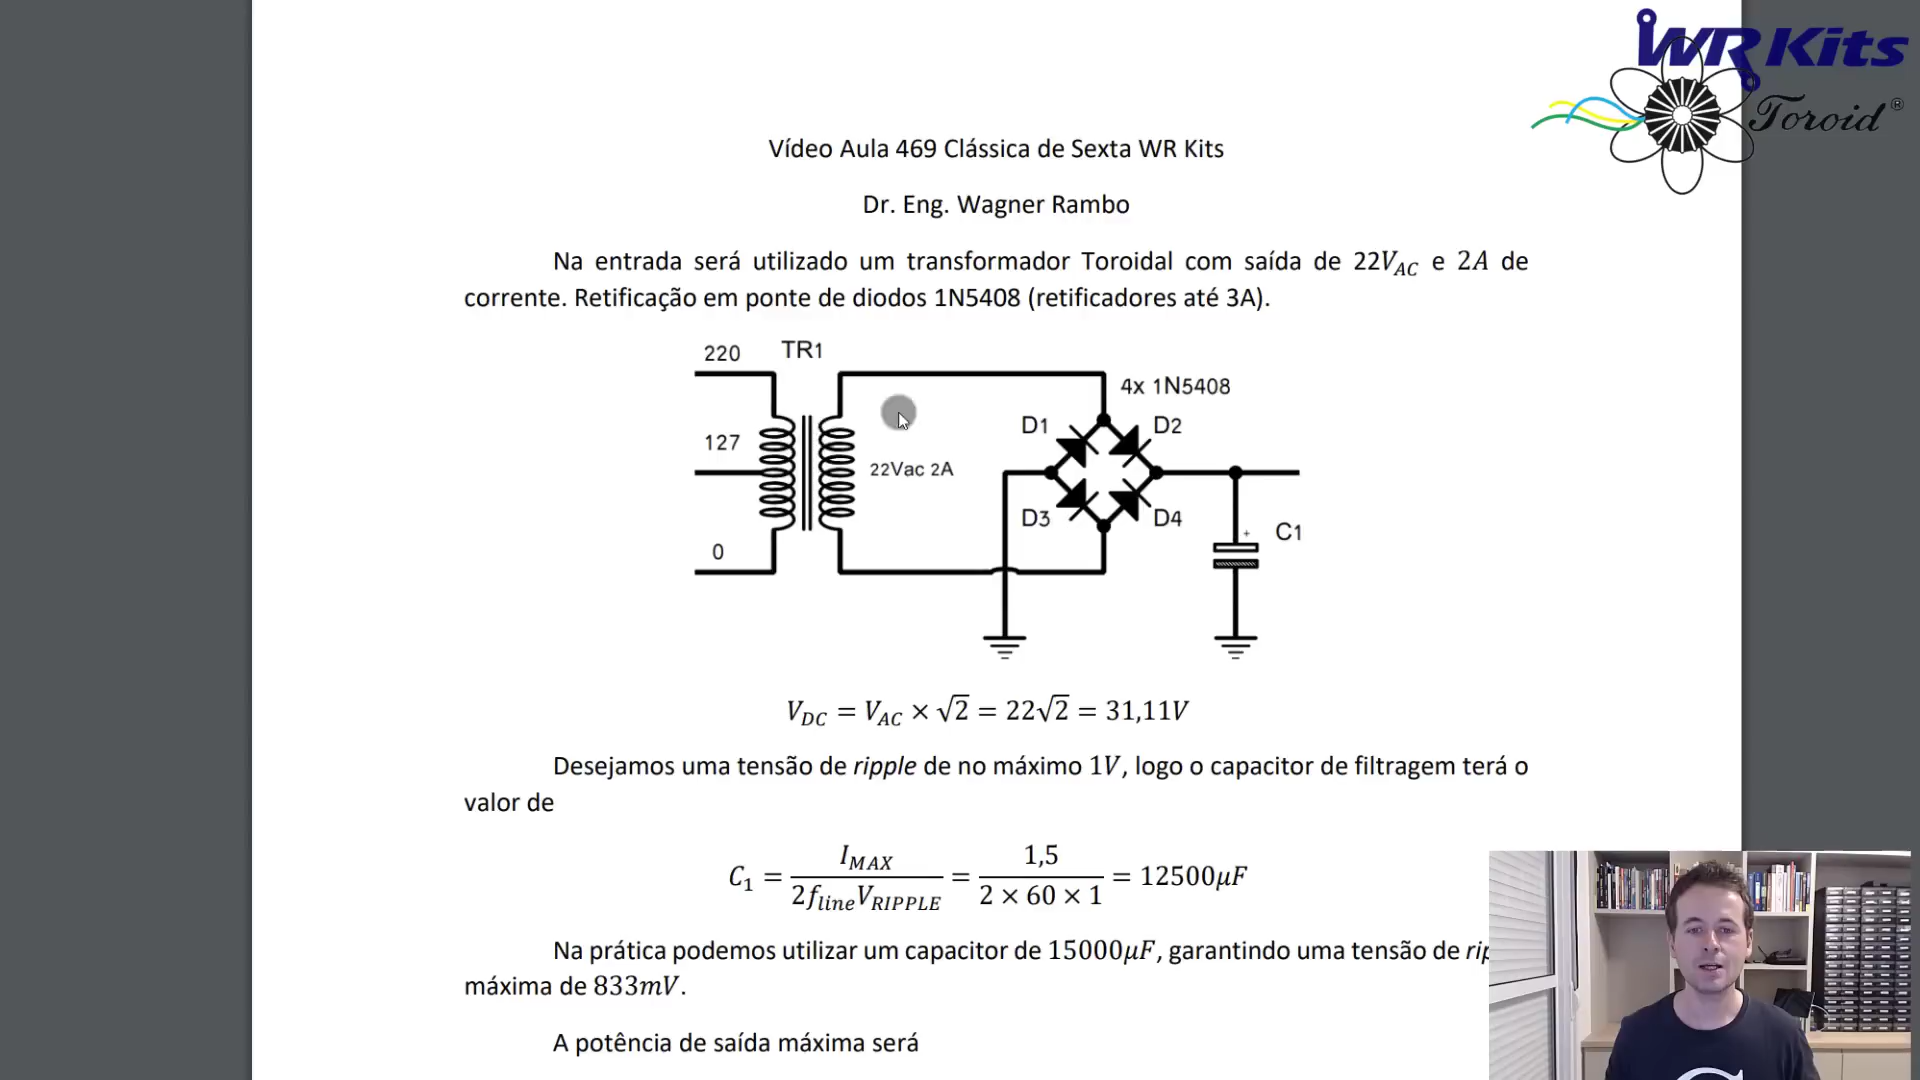 WR Kits
Toroid®
Vídeo Aula 469 Clássica de Sexta WR Kits
Dr. Eng. Wagner Rambo
Na entrada será utilizado um transformador Toroidal com saída de 22V_AC e 2A de
corrente. Retificação em ponte de diodos 1N5408 (retificadores até 3A).
220 TR1
4x 1N5408
D1 D2
127
22Vac 2A
D3 D4
+ C1
0
V_DC = V_AC × √2 = 22√2 = 31,11V
Desejamos uma tensão de ripple de no máximo 1V, logo o capacitor de filtragem terá o
valor de
C_1 = I_MAX / 2f_line V_RIPPLE = 1,5 / 2 × 60 × 1 = 12500μF
Na prática podemos utilizar um capacitor de 15000μF, garantindo uma tensão de rip
máxima de 833mV.
A potência de saída máxima será